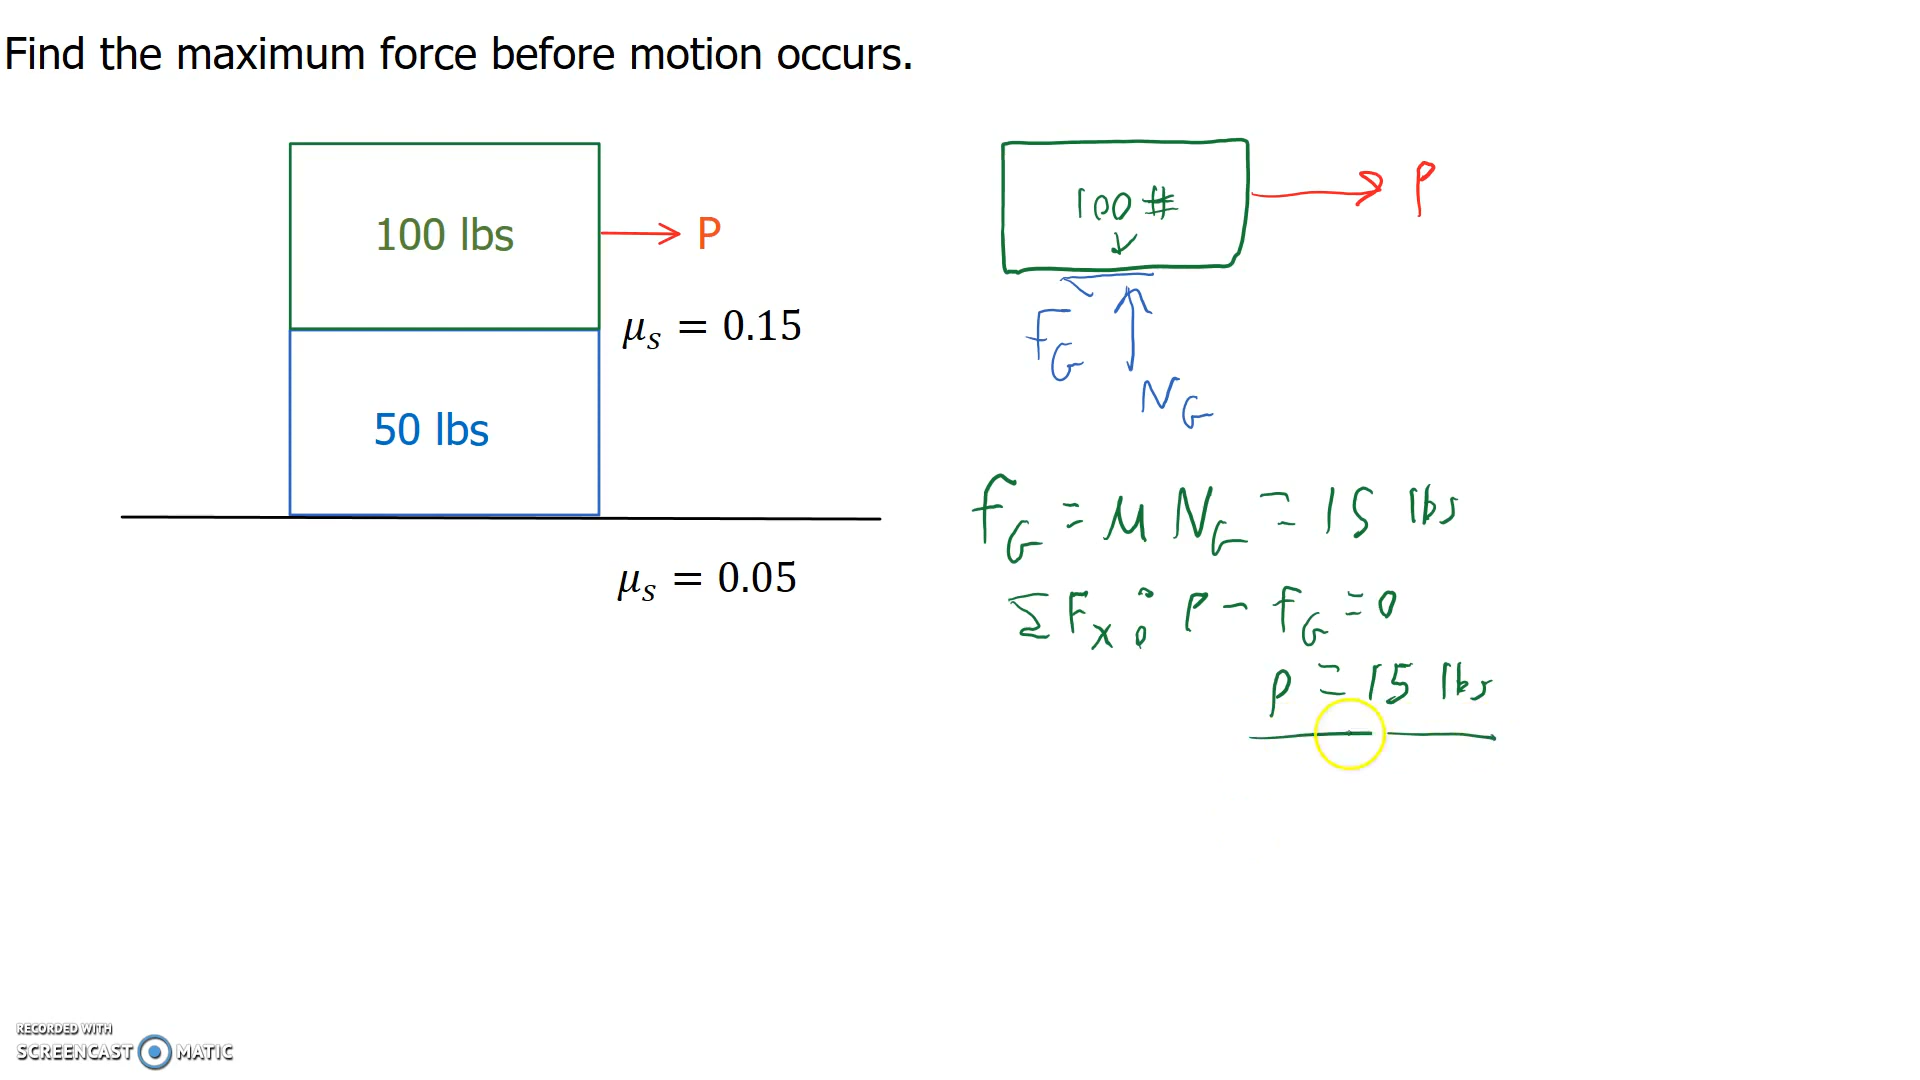 Find the maximum force before motion occurs.
100 lbs
P
μs = 0.15
50 lbs
μs = 0.05
100 #
P
FG
NG
FG = μ NG = 15 lbs
ΣFx: P - FG = 0
P = 15 lbs
RECORDED WITH
SCREENCAST MATIC